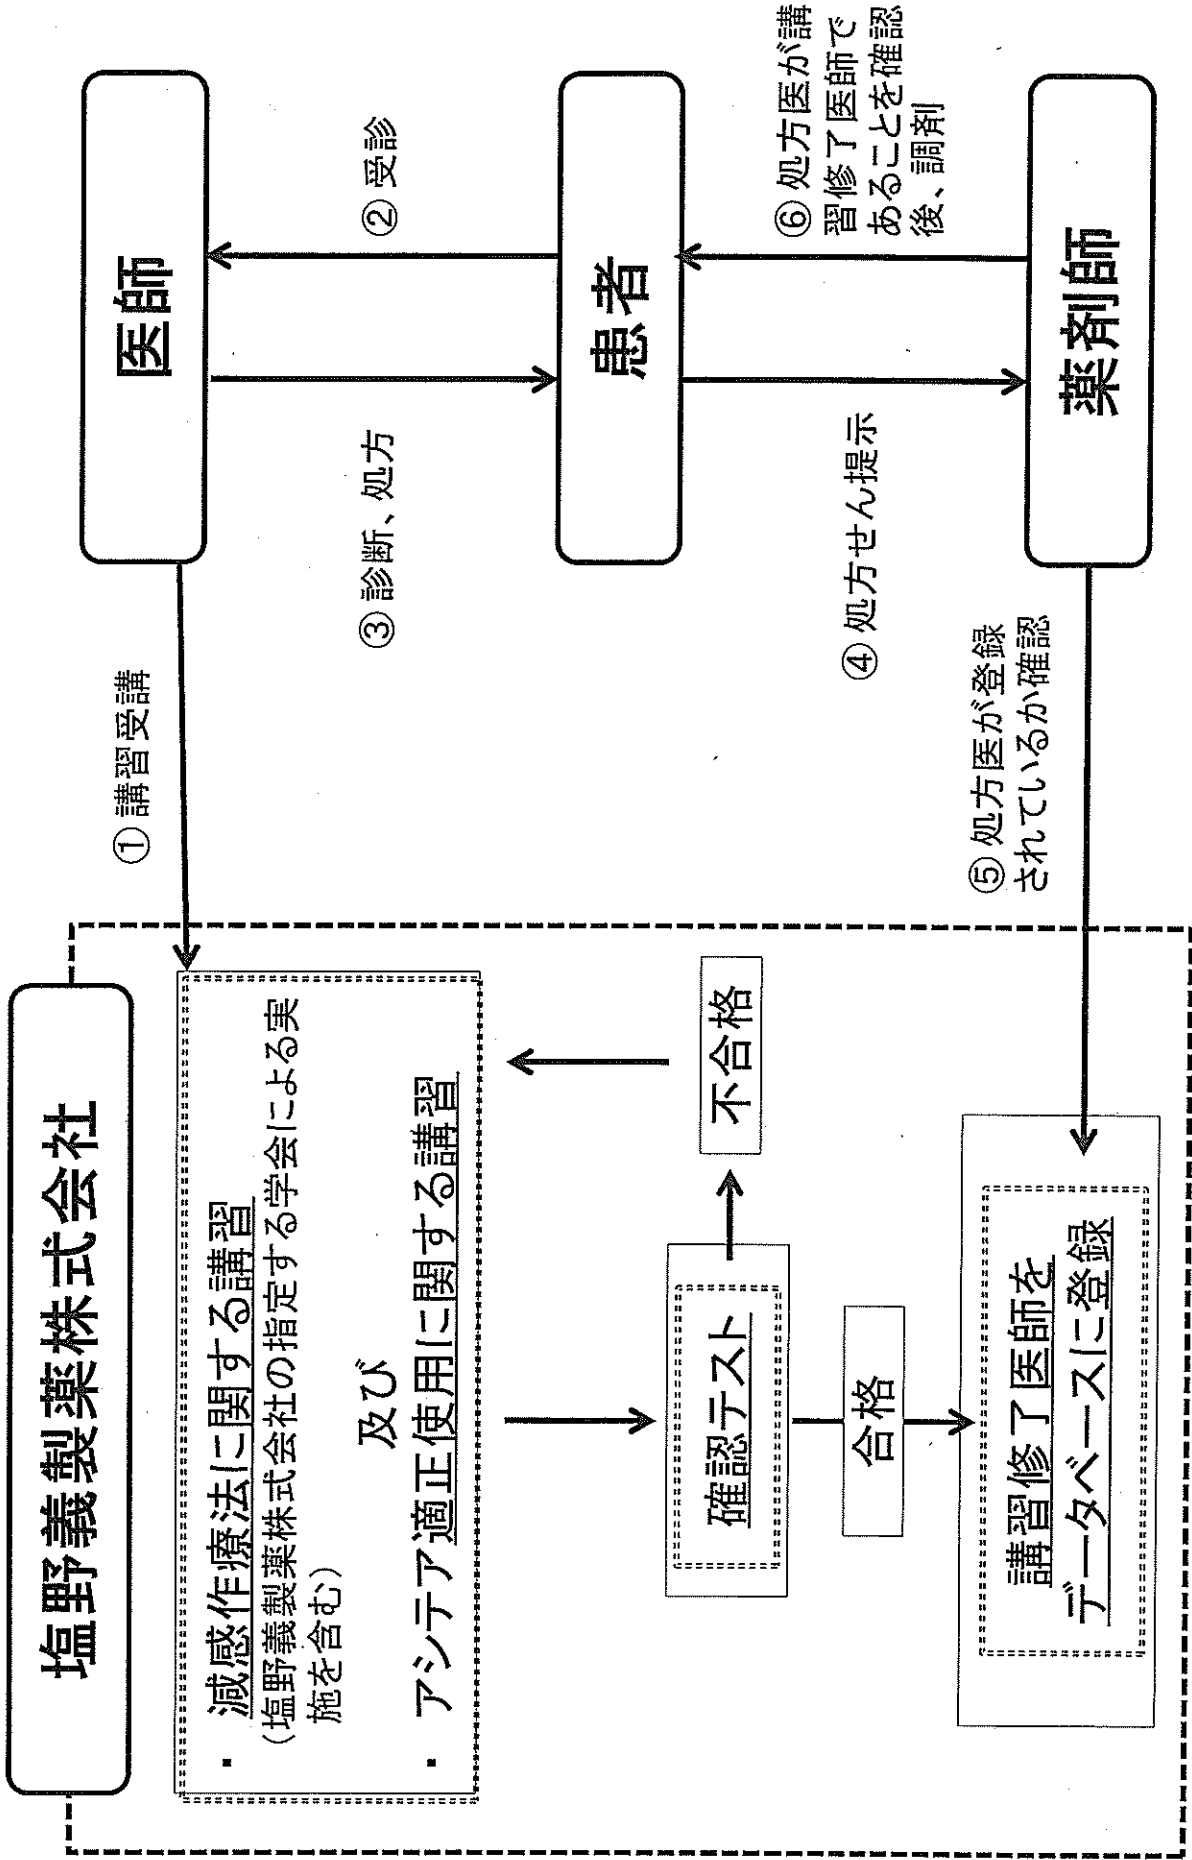 塩野義製薬株式会社
・ 減感作療法に関する講習
(塩野義製薬株式会社の指定する学会による実
施を含む)
及び
・ アシテア適正使用に関する講習
確認テスト
不合格
合格
講習修了医師を
データベースに登録
① 講習受講
医師
② 受診
③ 診断、処方
患者
④ 処方せん提示
⑤ 処方医が登録
されているか確認
⑥ 処方医が講
習修了医師で
あることを確認
後、調剤
薬剤師